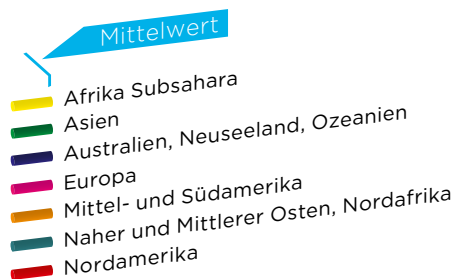 Mittelwert
Afrika Subsahara
Asien
Australien, Neuseeland, Ozeanien
Europa
Mittel- und Südamerika
Naher und Mittlerer Osten, Nordafrika
Nordamerika